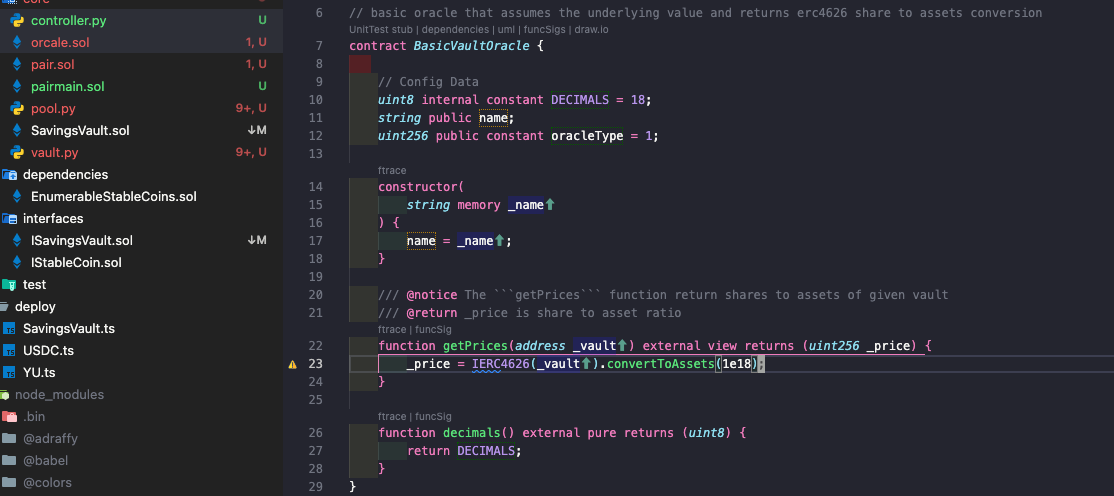 core
controller.py U
orcale.sol 1, U
pair.sol 1, U
pairmain.sol U
pool.py 9+, U
SavingsVault.sol ↓M
vault.py 9+, U
dependencies
EnumerableStableCoins.sol
interfaces
ISavingsVault.sol ↓M
IStableCoin.sol
test
deploy
SavingsVault.ts
USDC.ts
YU.ts
node_modules
.bin
@adraffy
@babel
@colors
6 // basic oracle that assumes the underlying value and returns erc4626 share to assets conversion
UnitTest stub | dependencies | uml | funcSigs | draw.io
7 contract BasicVaultOracle {
8
9 // Config Data
10 uint8 internal constant DECIMALS = 18;
11 string public name;
12 uint256 public constant oracleType = 1;
13
ftrace
14 constructor(
15 string memory _name↑
16 ) {
17 name = _name↑;
18 }
19
20 /// @notice The ```getPrices``` function return shares to assets of given vault
21 /// @return _price is share to asset ratio
ftrace | funcSig
22 function getPrices(address _vault↑) external view returns (uint256 _price) {
23 _price = IERC4626(_vault↑).convertToAssets(1e18);
24 }
25
ftrace | funcSig
26 function decimals() external pure returns (uint8) {
27 return DECIMALS;
28 }
29 }